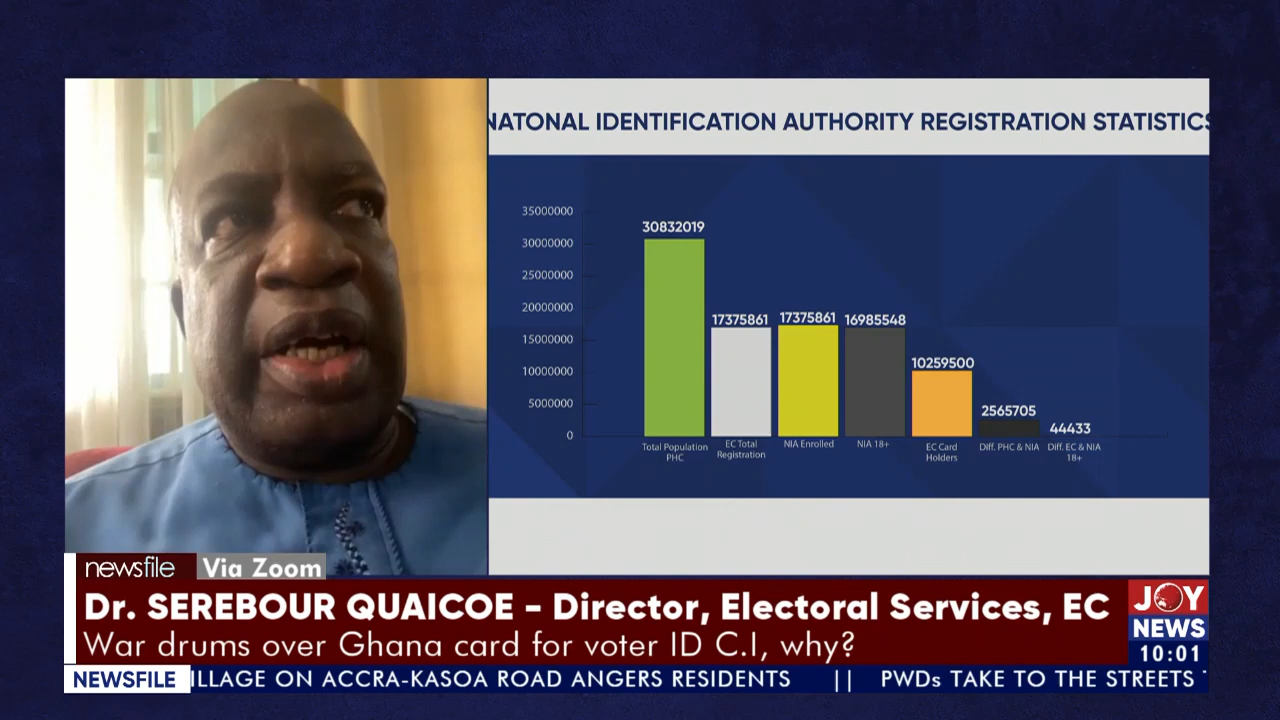 NATONAL IDENTIFICATION AUTHORITY REGISTRATION STATISTICS
35000000
30000000
25000000
20000000
15000000
10000000
5000000
0
30832019
17375861
17375861
16985548
10259500
2565705
44433
Total Population
PHC
EC Total
Registration
NIA Enrolled
NIA 18+
EC Card
Holders
Diff. PHC & NIA
Diff. EC & NIA
18+
newsfile Via Zoom
Dr. SEREBOUR QUAICOE - Director, Electoral Services, EC
War drums over Ghana card for voter ID C.I, why?
JOY
NEWS
10:01
NEWSFILE ILLAGE ON ACCRA-KASOA ROAD ANGERS RESIDENTS || PWDs TAKE TO THE STREETS